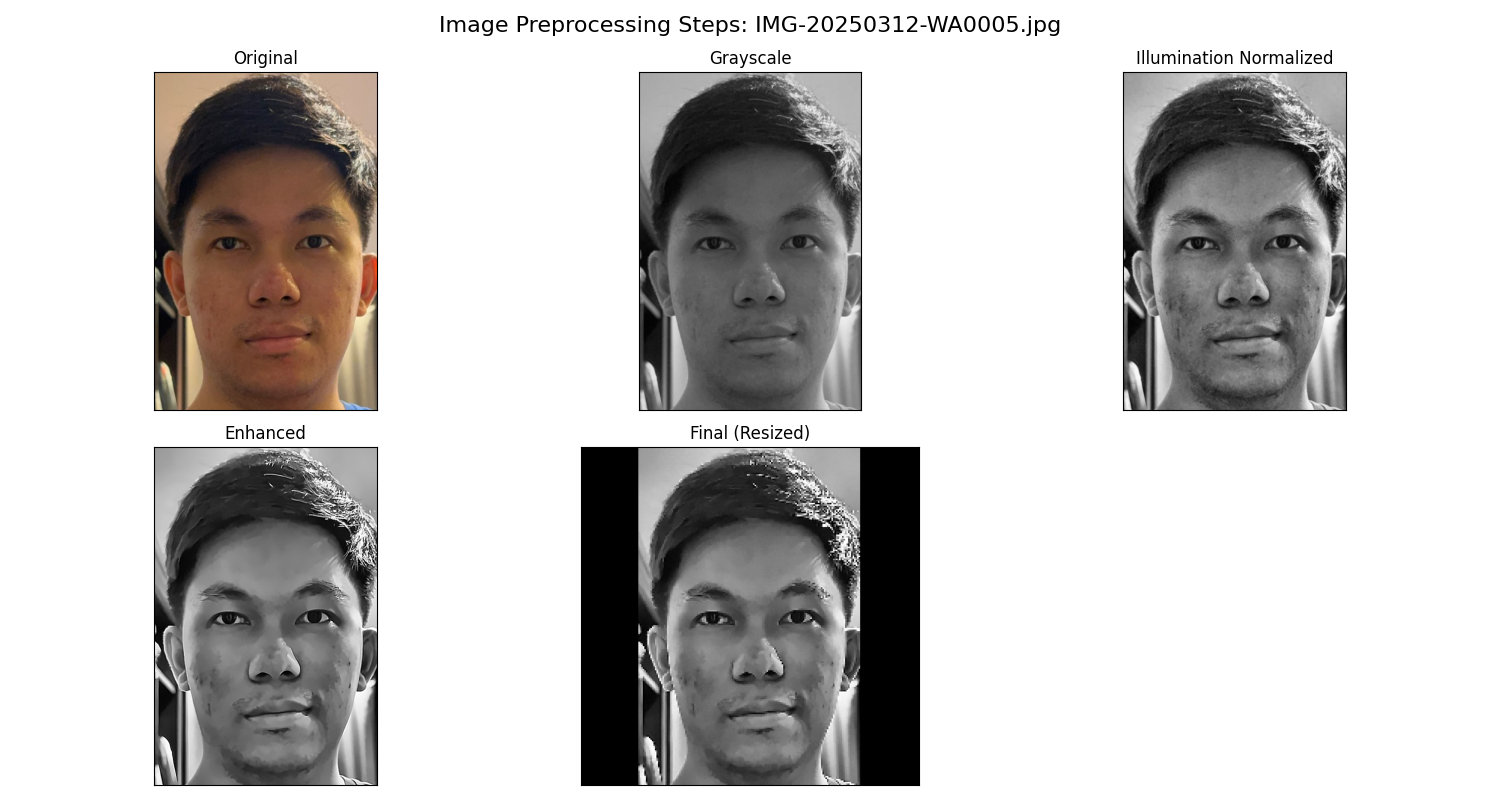 Image Preprocessing Steps: IMG-20250312-WA0005.jpg
Original
Grayscale
Illumination Normalized
Enhanced
Final (Resized)